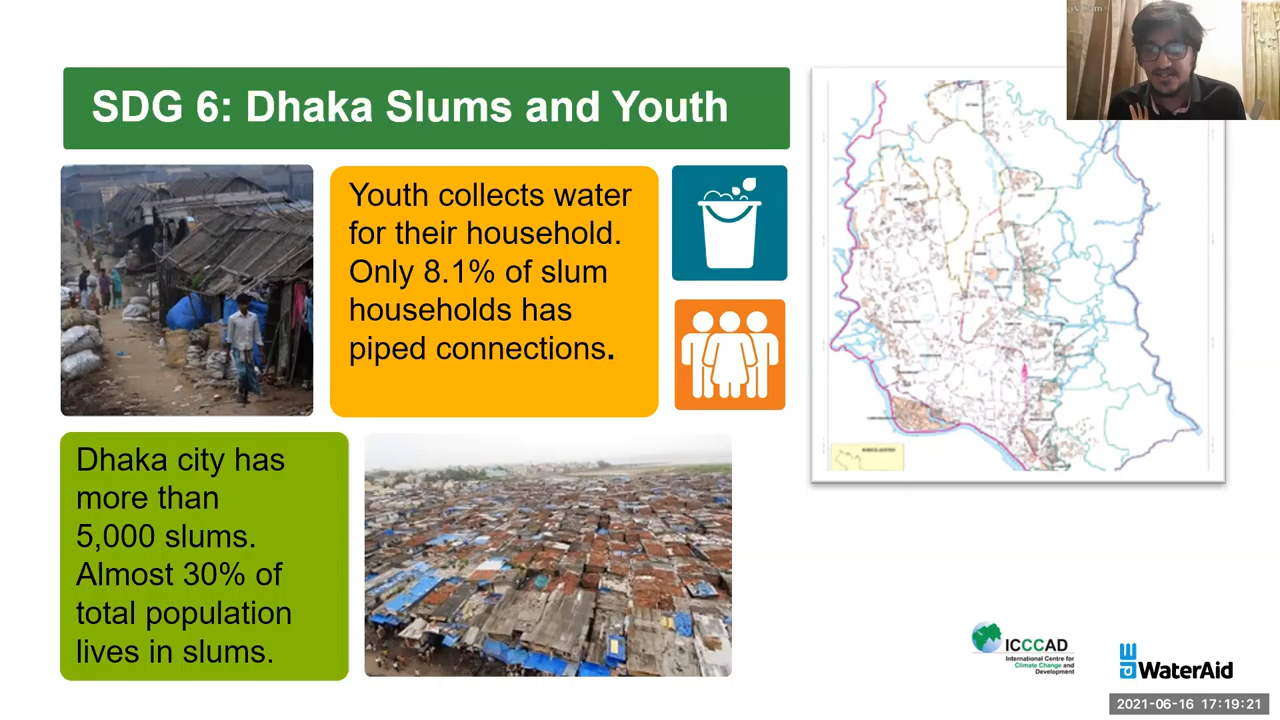 SDG 6: Dhaka Slums and Youth
Youth collects water
for their household.
Only 8.1% of slum
households has
piped connections.
Dhaka city has
more than
5,000 slums.
Almost 30% of
total population
lives in slums.
ICCCAD
International Centre for
Climate Change and
Development
WaterAid
2021-06-16 17:19:21